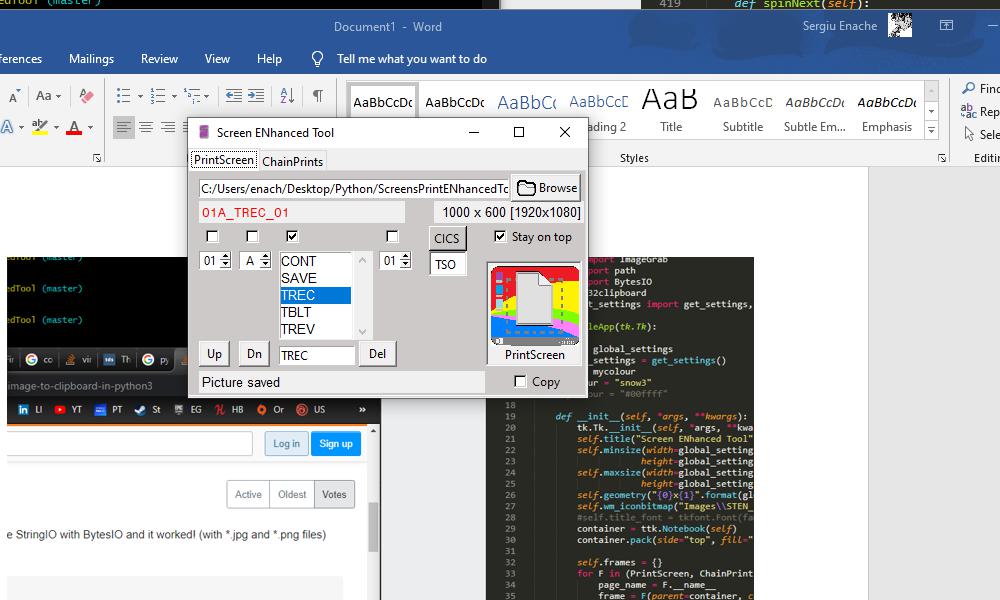 edTool (master)
419 def spinNext(self):
Document1 - Word
Sergiu Enache
ferences Mailings Review View Help Tell me what you want to do
Aa
AaBbCcDc AaBbCcDc AaBbCc AaBbCcD AaB AaBbCcD AaBbCcDc AaBbCcDc
ding 2 Title Subtitle Subtle Em... Emphasis
Find
Rep
Sele
Styles
Editi
Screen ENhanced Tool
PrintScreen ChainPrints
C:/Users/enach/Desktop/Python/ScreensPrintENhancedTo
Browse
01A_TREC_01
1000 x 600 [1920x1080]
CICS
Stay on top
01 A 01
TSO
CONT
SAVE
TREC
TBLT
TREV
Up Dn TREC Del
PrintScreen
Picture saved
Copy
(master)
edTool (master)
edTool (master)
co vii Th py
image-to-clipboard-in-python3
LI YT PT St EG HB Or US »
Log in Sign up
Active Oldest Votes
e StringIO with BytesIO and it worked! (with *.jpg and *.png files)
port ImageGrab
port path
BytesIO
32clipboard
t_settings import get_settings,
leApp(tk.Tk):
global_settings
_settings = get_settings()
mycolour
ur = "snow3"
our = "#00ffff"
18
19 def __init__(self, *args, **kwargs):
20 tk.Tk.__init__(self, *args, **kwa
21 self.title("Screen ENhanced Tool"
22 self.minsize(width=global_setting
23 height=global_setting
24 self.maxsize(width=global_setting
25 height=global_setting
26 self.geometry("{0}x{1}".format(gl
27 self.wm_iconbitmap("Images\\STEN_
28 #self.title_font = tkfont.Font(fa
29 container = ttk.Notebook(self)
30 container.pack(side="top", fill="
31
32 self.frames = {}
33 for F in (PrintScreen, ChainPrint
34 page_name = F.__name__
35 frame = F(parent=container, c